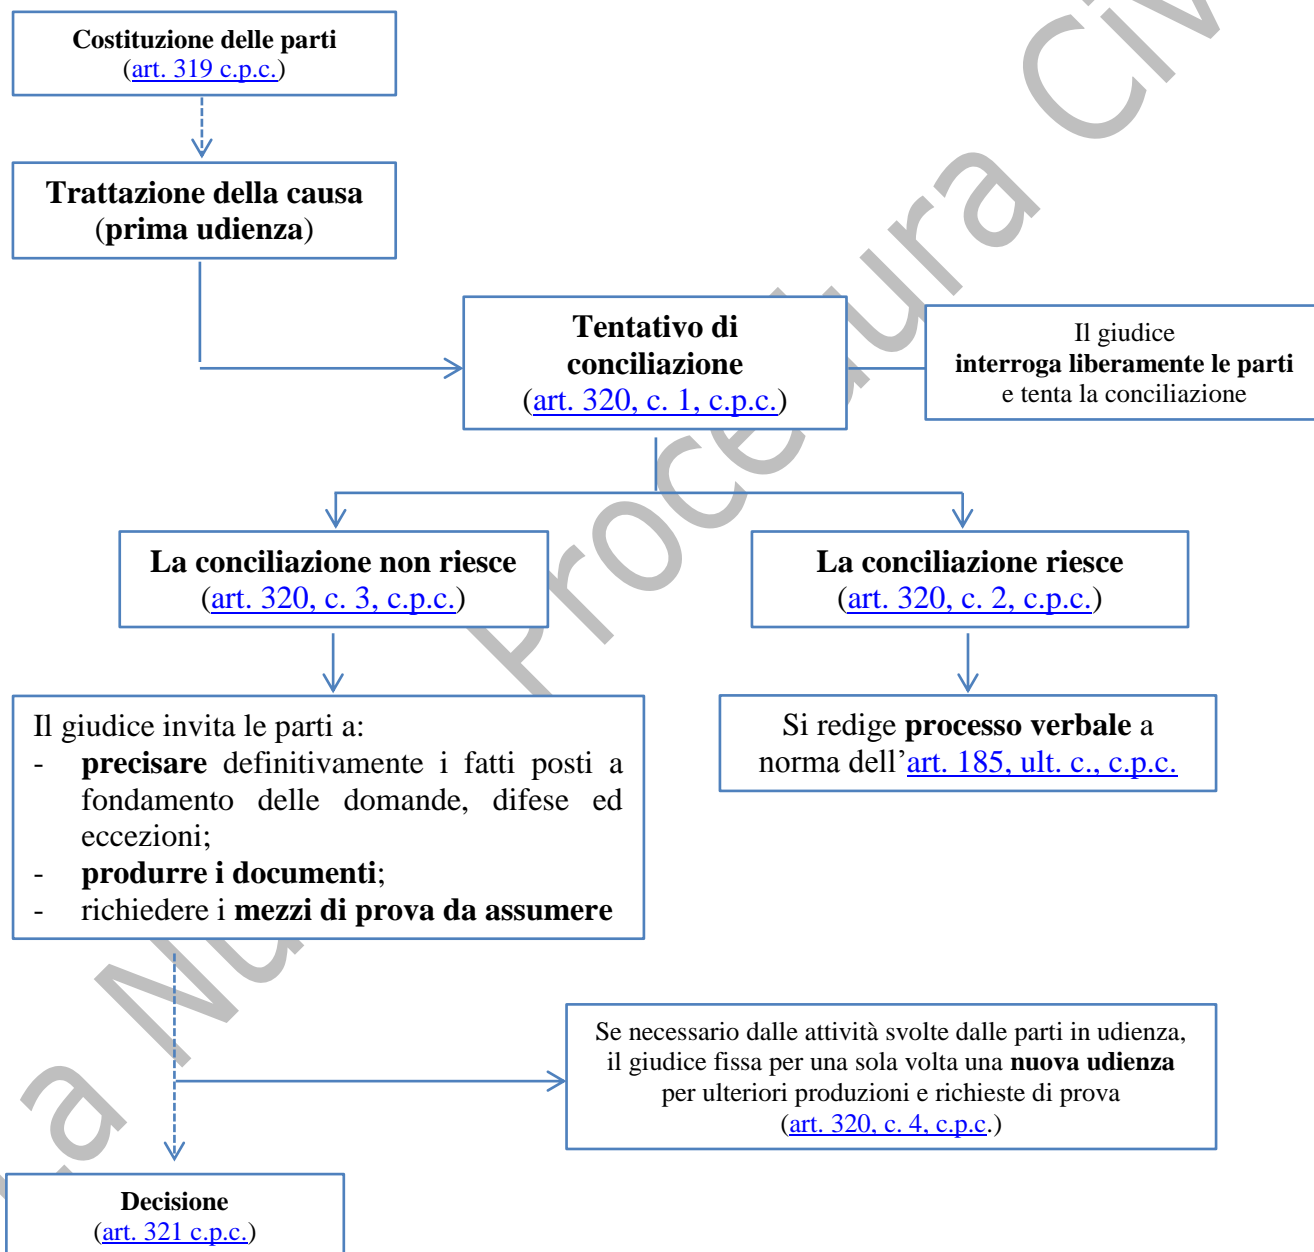 Costituzione delle parti
(art. 319 c.p.c.)
Trattazione della causa
(prima udienza)
Tentativo di
conciliazione
(art. 320, c. 1, c.p.c.)
Il giudice
interroga liberamente le parti
e tenta la conciliazione
La conciliazione non riesce
(art. 320, c. 3, c.p.c.)
La conciliazione riesce
(art. 320, c. 2, c.p.c.)
Il giudice invita le parti a:
- precisare definitivamente i fatti posti a
fondamento delle domande, difese ed
eccezioni;
- produrre i documenti;
- richiedere i mezzi di prova da assumere
Si redige processo verbale a
norma dell’art. 185, ult. c., c.p.c.
Se necessario dalle attività svolte dalle parti in udienza,
il giudice fissa per una sola volta una nuova udienza
per ulteriori produzioni e richieste di prova
(art. 320, c. 4, c.p.c.)
Decisione
(art. 321 c.p.c.)